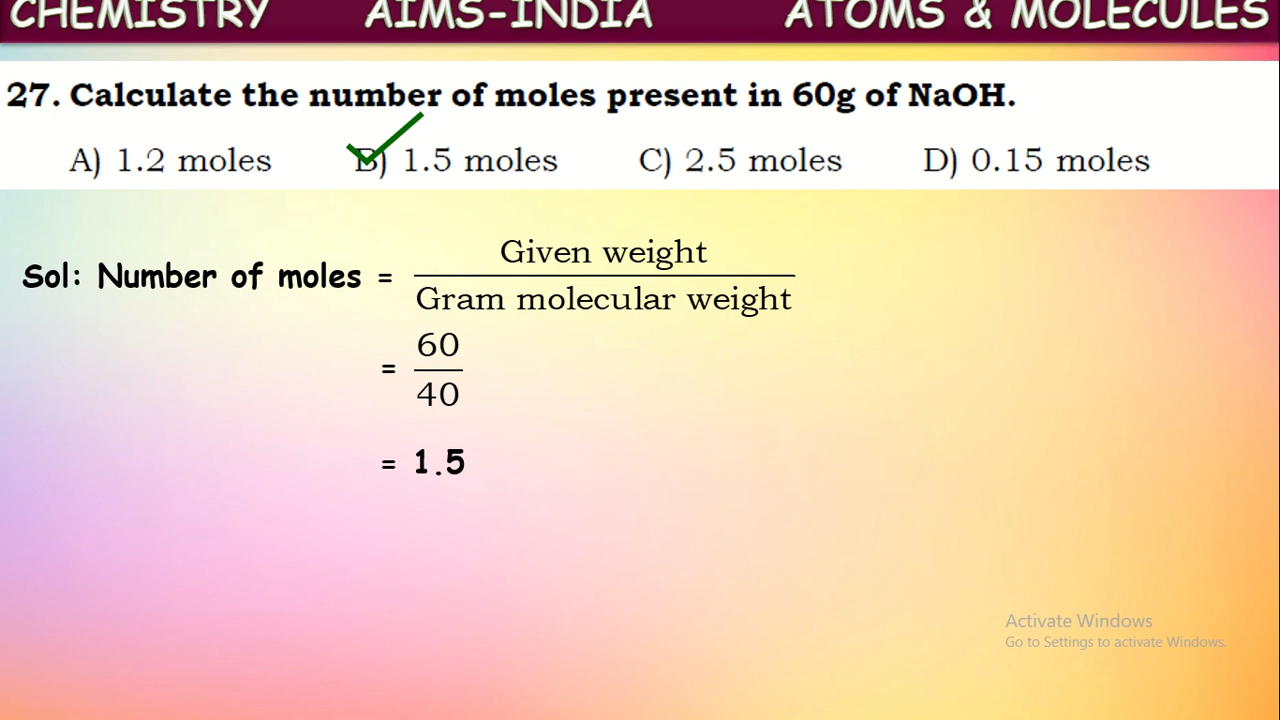 CHEMISTRY AIMS-INDIA ATOMS & MOLECULES
27. Calculate the number of moles present in 60g of NaOH.
A) 1.2 moles B) 1.5 moles C) 2.5 moles D) 0.15 moles
Given weight
Sol: Number of moles =
Gram molecular weight
60
=
40
= 1.5
Activate Windows
Go to Settings to activate Windows.